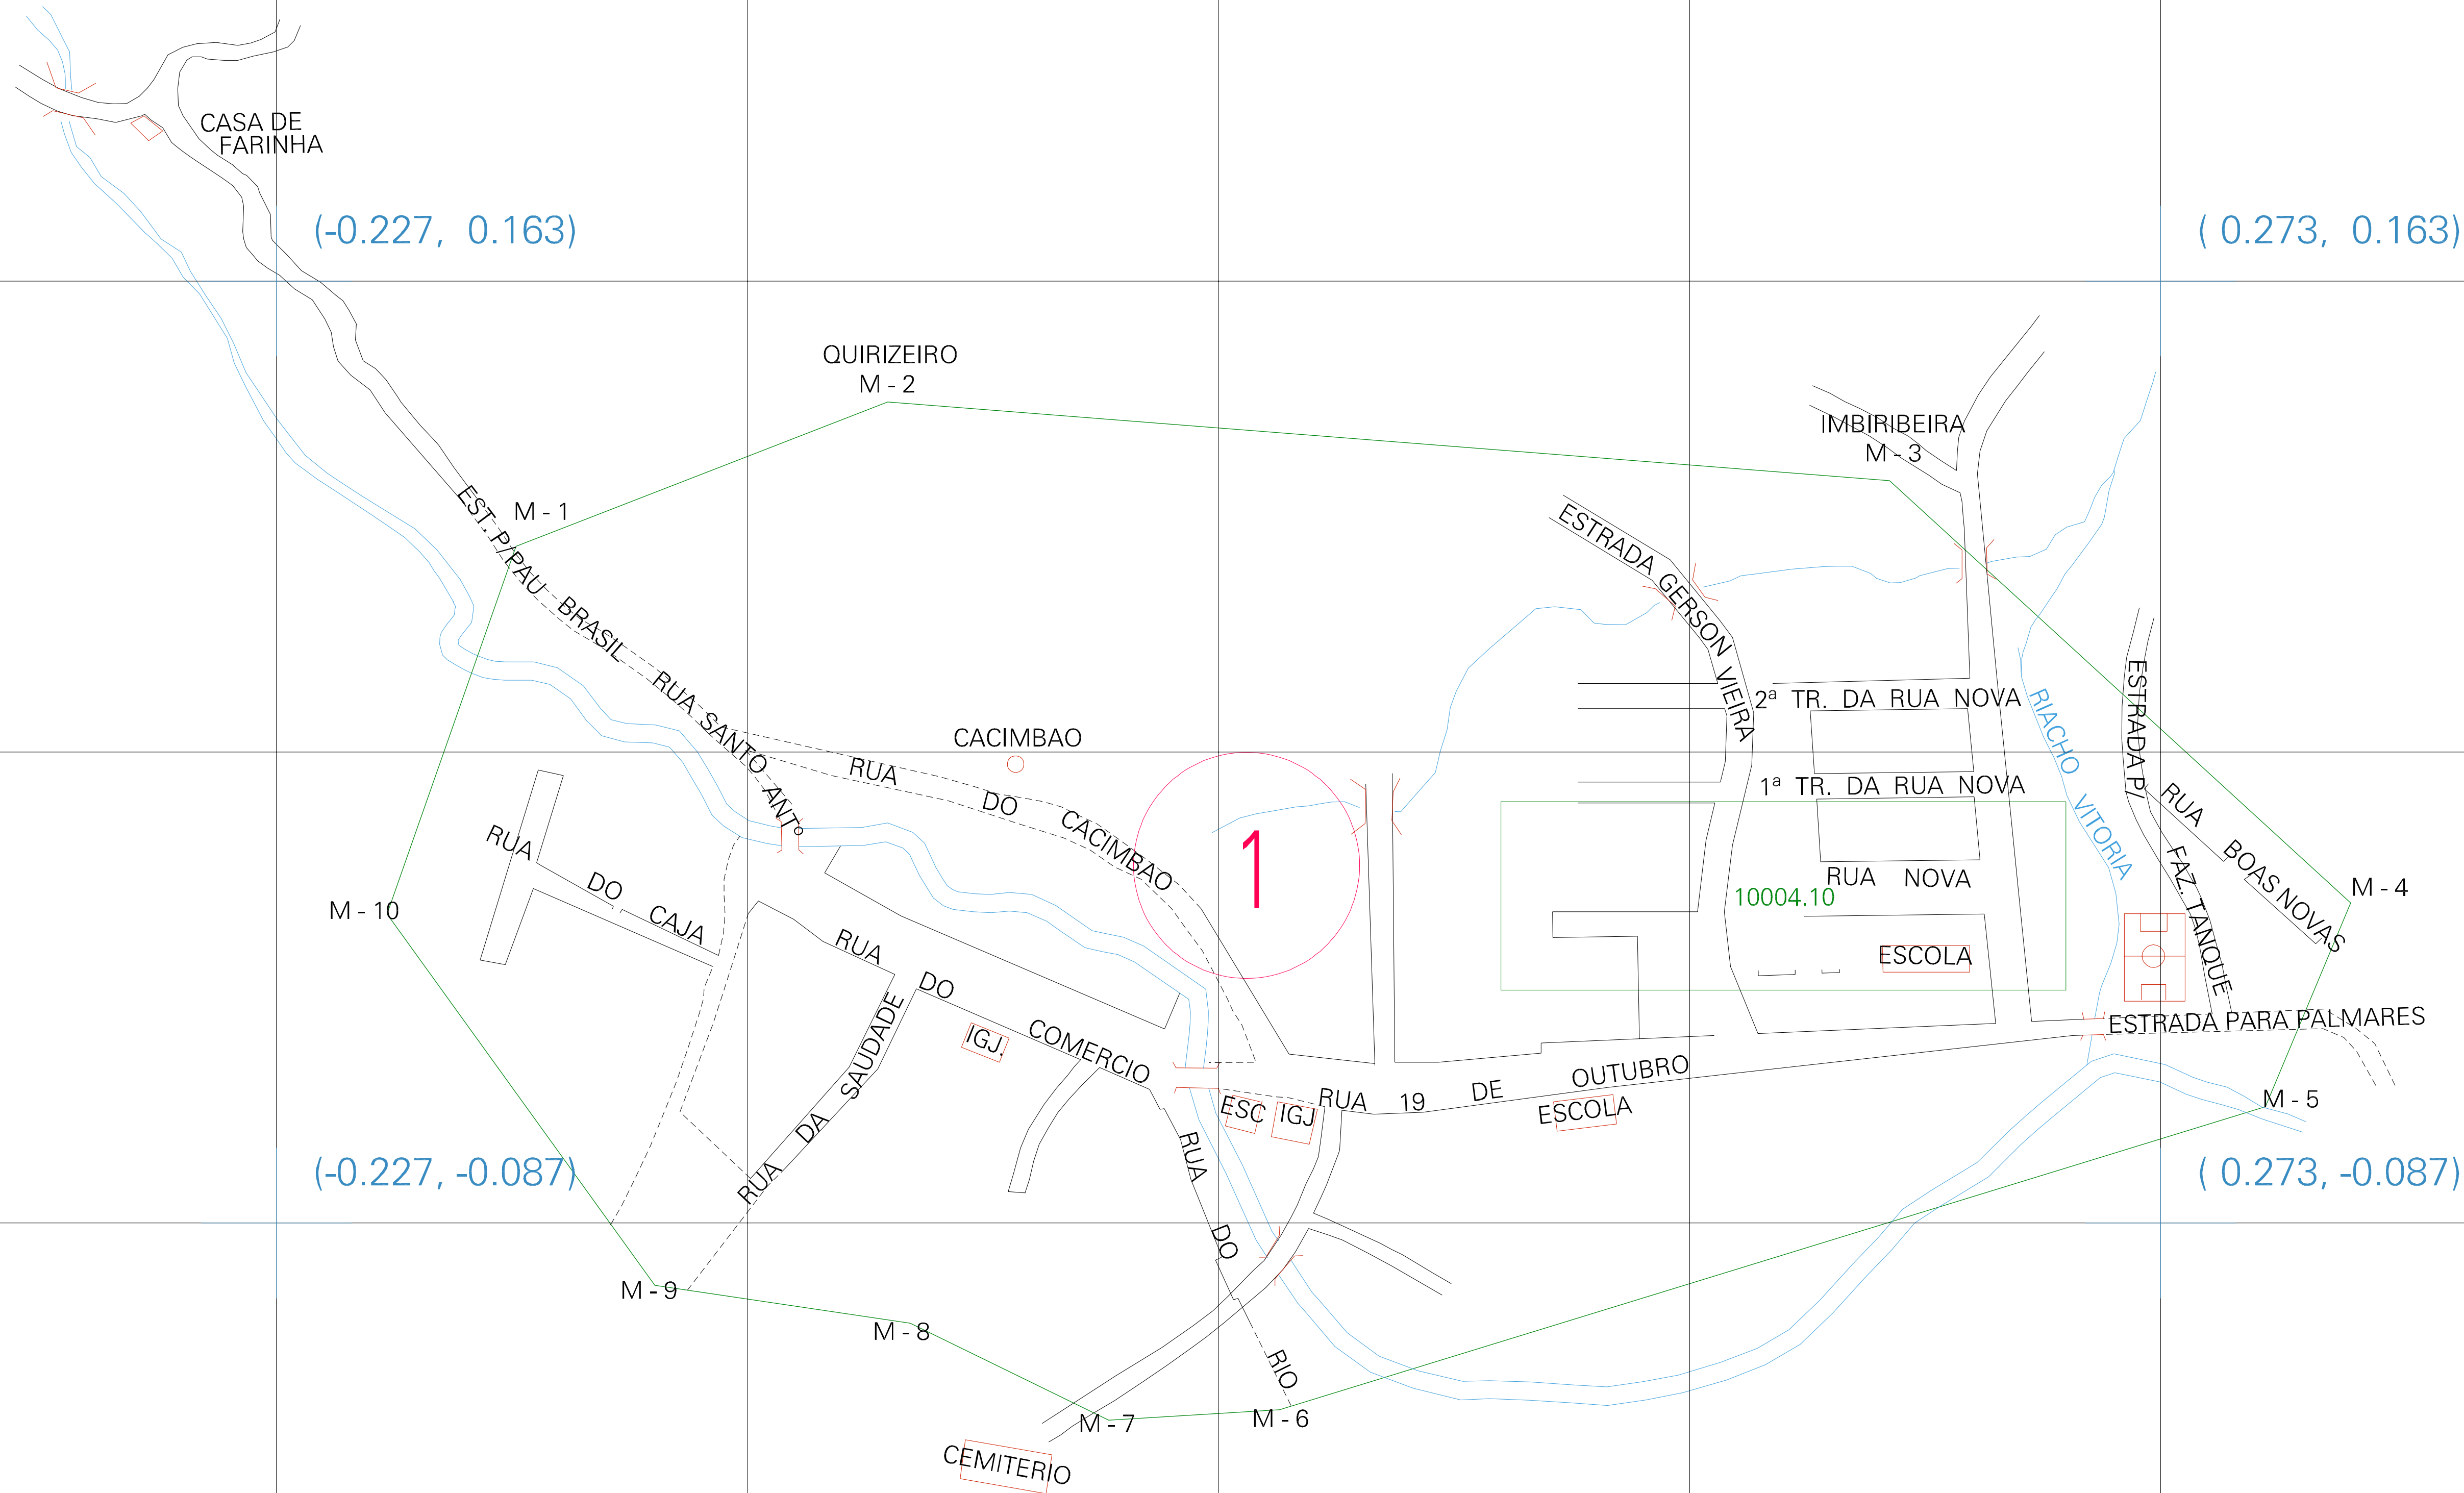 CASA DE
FARINHA
(-0.227, 0.163)
( 0.273, 0.163)
QUIRIZEIRO
M - 2
IMBIRIBEIRA
M - 3
M - 1
EST. P/PAU BRASIL
ESTRADA GERSON VIEIRA
RUA SANTO ANTº
2ª TR. DA RUA NOVA
ESTRADA P/ FAZ. TANQUE
RIACHO VITORIA
CACIMBAO
RUA DO CACIMBAO
1ª TR. DA RUA NOVA
RUA BOAS NOVAS
1
RUA DO CAJA
RUA NOVA
10004.10
M - 4
M - 10
RUA DO COMERCIO
ESCOLA
RUA DA SAUDADE
IGJ.
ESTRADA PARA PALMARES
RUA 19 DE OUTUBRO
ESC
IGJ
ESCOLA
M - 5
RUA DO RIO
(-0.227, -0.087)
( 0.273, -0.087)
M - 9
M - 8
M - 7
M - 6
CEMITERIO